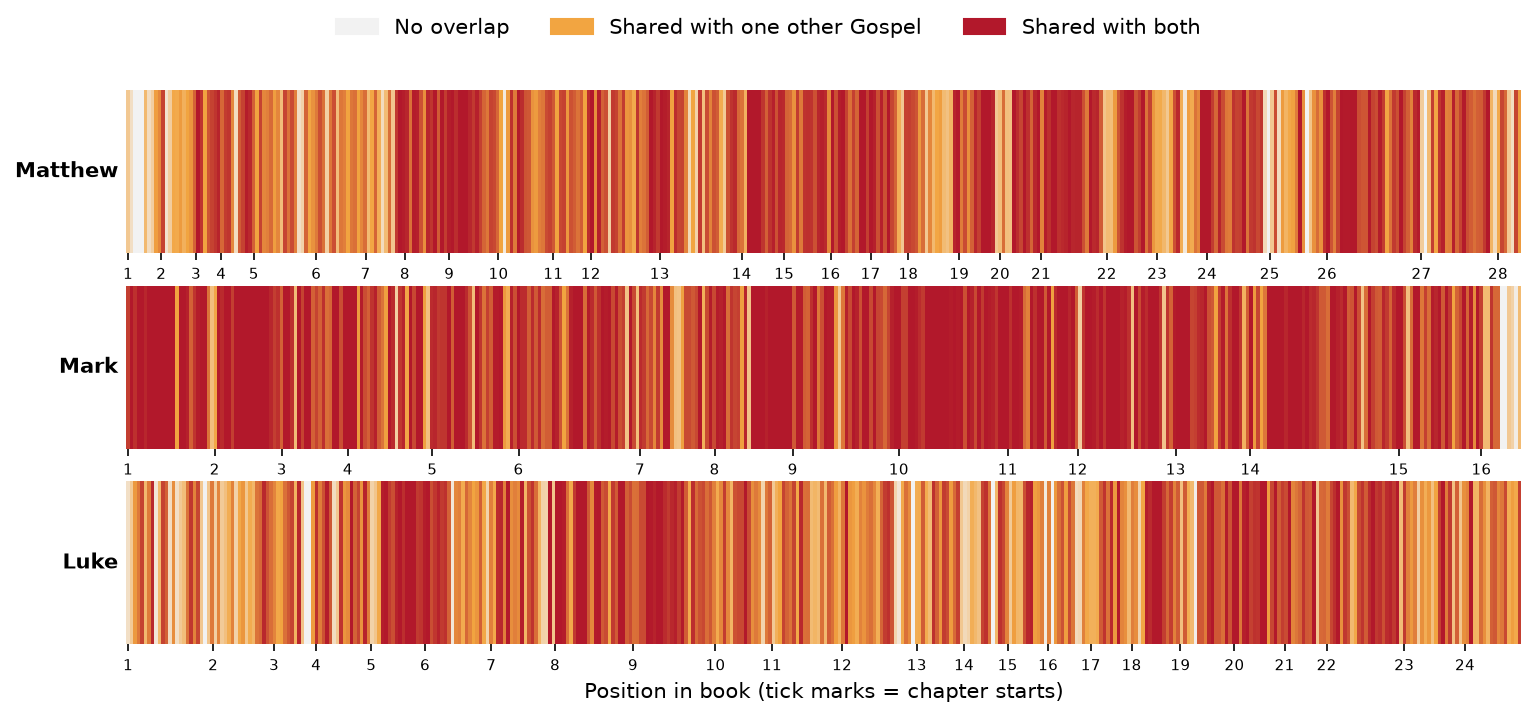 No overlap Shared with one other Gospel Shared with both
Matthew
1 2 3 4 5 6 7 8 9 10 11 12 13 14 15 16 17 18 19 20 21 22 23 24 25 26 27 28
Mark
1 2 3 4 5 6 7 8 9 10 11 12 13 14 15 16
Luke
1 2 3 4 5 6 7 8 9 10 11 12 13 14 15 16 17 18 19 20 21 22 23 24
Position in book (tick marks = chapter starts)